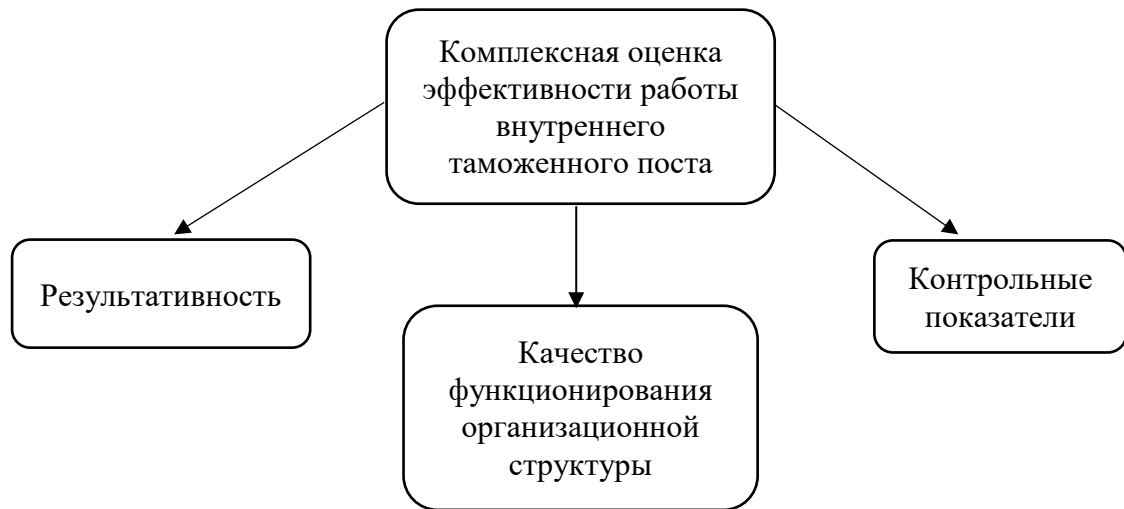 Комплексная оценка
эффективности работы
внутреннего
таможенного поста
Результативность
Качество
функционирования
организационной
структуры
Контрольные
показатели